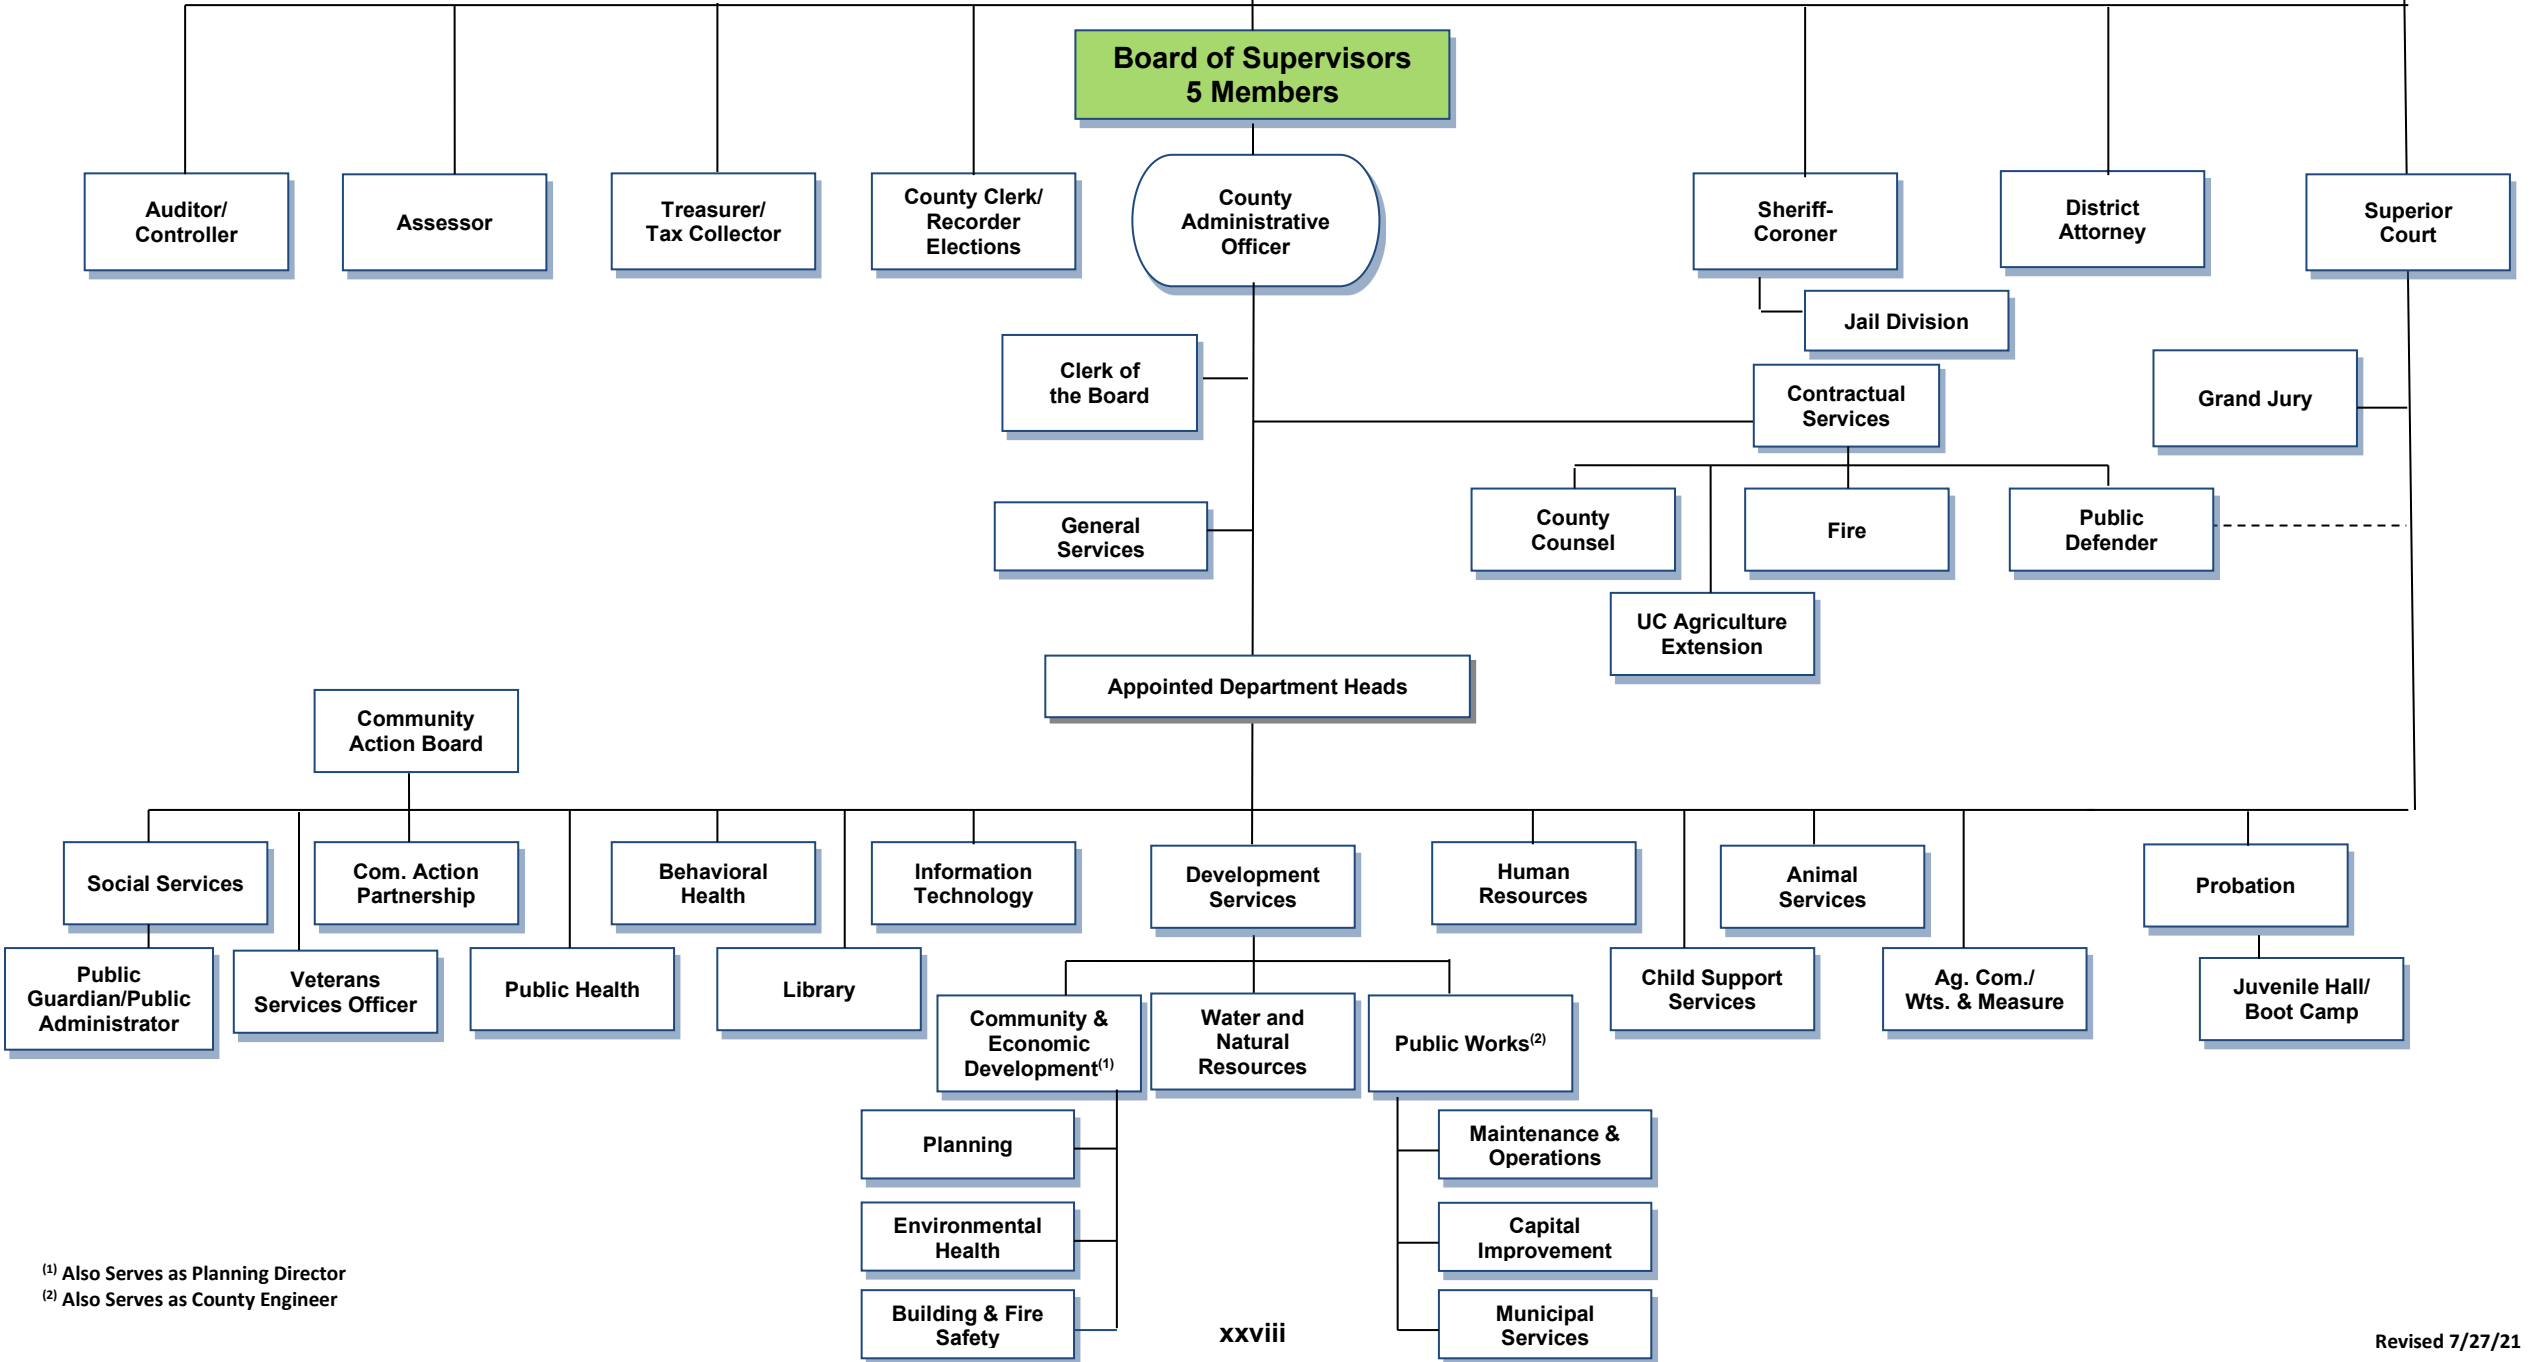 Board of Supervisors
5 Members
Auditor/
Controller
Assessor
Treasurer/
Tax Collector
County Clerk/
Recorder
Elections
County
Administrative
Officer
Sheriff-
Coroner
District
Attorney
Superior
Court
Jail Division
Clerk of
the Board
Contractual
Services
Grand Jury
General
Services
County
Counsel
Fire
Public
Defender
UC Agriculture
Extension
Appointed Department Heads
Community
Action Board
Social Services
Com. Action
Partnership
Behavioral
Health
Information
Technology
Development
Services
Human
Resources
Animal
Services
Probation
Public
Guardian/Public
Administrator
Veterans
Services Officer
Public Health
Library
Community &
Economic
Development(1)
Water and
Natural
Resources
Public Works(2)
Child Support
Services
Ag. Com./
Wts. & Measure
Juvenile Hall/
Boot Camp
Planning
Maintenance &
Operations
Environmental
Health
Capital
Improvement
Building & Fire
Safety
Municipal
Services
(1) Also Serves as Planning Director
(2) Also Serves as County Engineer
xxviii
Revised 7/27/21